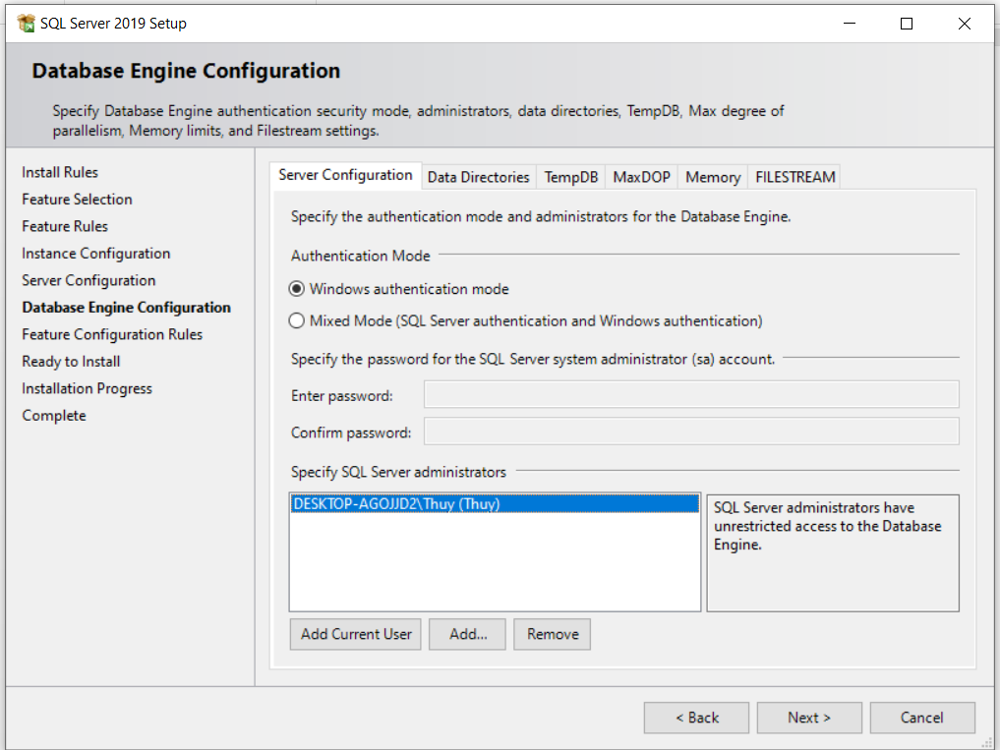 SQL Server 2019 Setup
Database Engine Configuration
Specify Database Engine authentication security mode, administrators, data directories, TempDB, Max degree of
parallelism, Memory limits, and Filestream settings.
Install Rules
Feature Selection
Feature Rules
Instance Configuration
Server Configuration
Database Engine Configuration
Feature Configuration Rules
Ready to Install
Installation Progress
Complete
Server Configuration Data Directories TempDB MaxDOP Memory FILESTREAM
Specify the authentication mode and administrators for the Database Engine.
Authentication Mode
Windows authentication mode
Mixed Mode (SQL Server authentication and Windows authentication)
Specify the password for the SQL Server system administrator (sa) account.
Enter password:
Confirm password:
Specify SQL Server administrators
DESKTOP-AGOJJD2\Thuy (Thuy)
SQL Server administrators have
unrestricted access to the Database
Engine.
Add Current User Add... Remove
< Back Next > Cancel